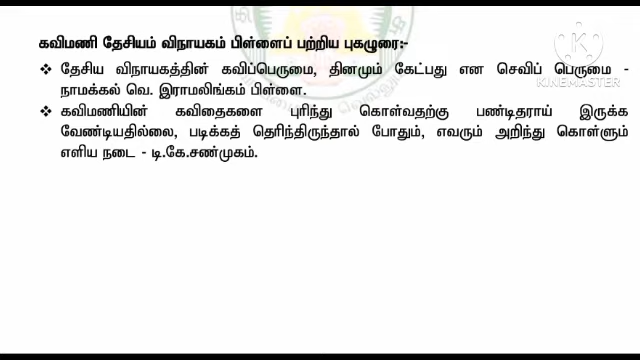 கவிமணி தேசியம் விநாயகம் பிள்ளைப் பற்றிய புகழுரை:-
❖ தேசிய விநாயகத்தின் கவிப்பெருமை, தினமும் கேட்பது என செவிப் பெருமை -
நாமக்கல் வெ. இராமலிங்கம் பிள்ளை.
❖ கவிமணியின் கவிதைகளை புரிந்து கொள்வதற்கு பண்டிதராய் இருக்க
வேண்டியதில்லை, படிக்கத் தெரிந்திருந்தால் போதும், எவரும் அறிந்து கொள்ளும்
எளிய நடை - டி.கே.சண்முகம்.
KINEMASTER